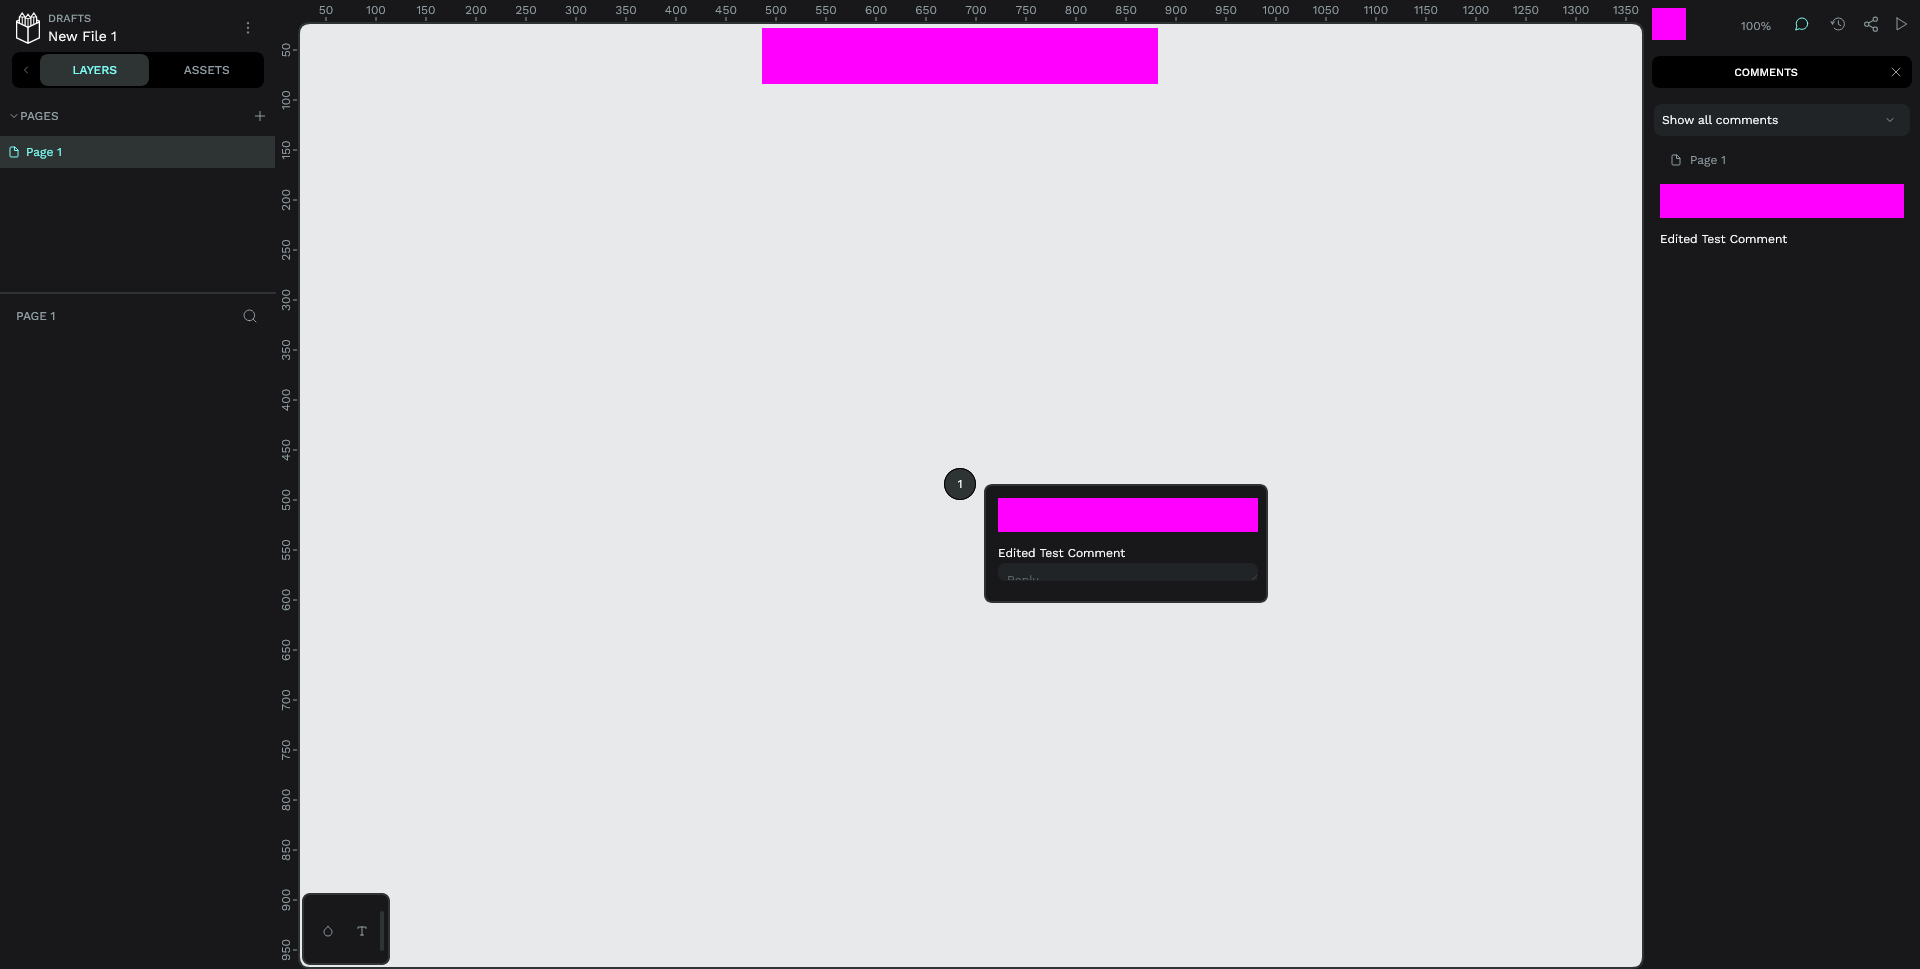 DRAFTS
New File 1
LAYERS
ASSETS
PAGES
Page 1
PAGE 1
50 100 150 200 250 300 350 400 450 500 550 600 650 700 750 800 850 900 950 1000 1050 1100 1150 1200 1250 1300 1350
50
100
150
200
250
300
350
400
450
500
550
600
650
700
750
800
850
900
950
1
Edited Test Comment
Reply
T
100%
COMMENTS
Show all comments
Page 1
Edited Test Comment